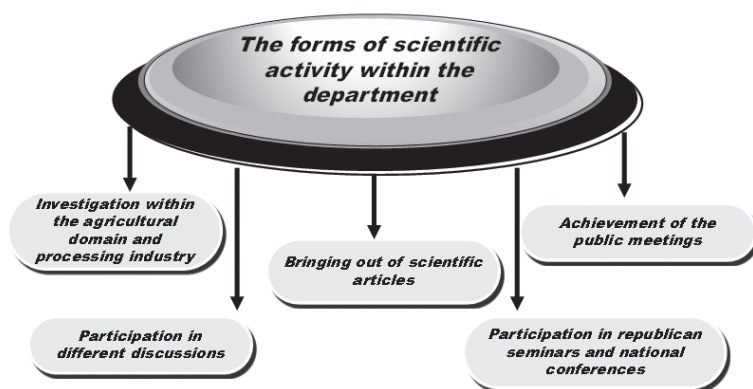 The forms of scientific
activity within the
department
Investigation within
the agricultural
domain and
processing industry
Achievement of the
public meetings
Bringing out of scientific
articles
Participation in
different discussions
Participation in republican
seminars and national
conferences